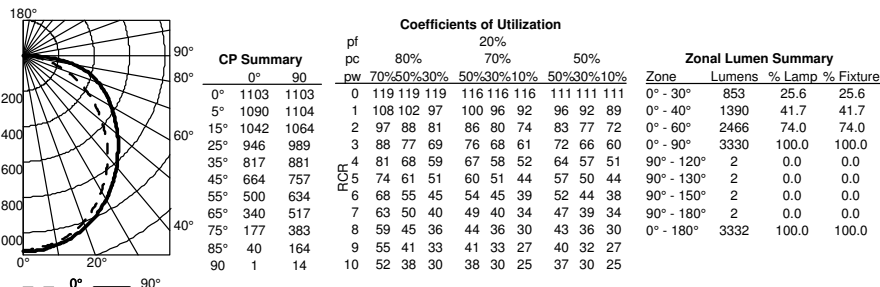 180°
90°
80°
60°
40°
200
400
600
800
000
0° 20°
0° 90°
CP Summary
0° 90
0° 1103 1103
5° 1090 1104
15° 1042 1064
25° 946 989
35° 817 881
45° 664 757
55° 500 634
65° 340 517
75° 177 383
85° 40 164
90 1 14
Coefficients of Utilization
pf 20%
pc 80% 70% 50%
pw 70%50%30% 50%30%10% 50%30%10%
RCR
0 119 119 119 116 116 116 111 111 111
1 108 102 97 100 96 92 96 92 89
2 97 88 81 86 80 74 83 77 72
3 88 77 69 76 68 61 72 66 60
4 81 68 59 67 58 52 64 57 51
5 74 61 51 60 51 44 57 50 44
6 68 55 45 54 45 39 52 44 38
7 63 50 40 49 40 34 47 39 34
8 59 45 36 44 36 30 43 36 30
9 55 41 33 41 33 27 40 32 27
10 52 38 30 38 30 25 37 30 25
Zonal Lumen Summary
Zone Lumens % Lamp % Fixture
0° - 30° 853 25.6 25.6
0° - 40° 1390 41.7 41.7
0° - 60° 2466 74.0 74.0
0° - 90° 3330 100.0 100.0
90° - 120° 2 0.0 0.0
90° - 130° 2 0.0 0.0
90° - 150° 2 0.0 0.0
90° - 180° 2 0.0 0.0
0° - 180° 3332 100.0 100.0